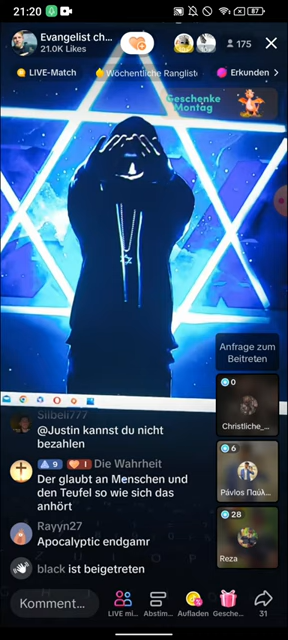 21:20
87
Evangelist ch...
21.0K Likes
175
LIVE-Match
Wöchentliche Ranglist
Erkunden
Geschenke
Montag
Anfrage zum
Beitreten
0
Christliche_...
Siibeli777
@Justin kannst du nicht
bezahlen
6
Pávlos Παύλ...
9
1
Die Wahrheit
Der glaubt an Menschen und
den Teufel so wie sich das
anhört
28
Reza
Rayyn27
Apocalyptic endgamr
black ist beigetreten
Komment...
LIVE mi...
Abstim...
Aufladen
Gesche...
31